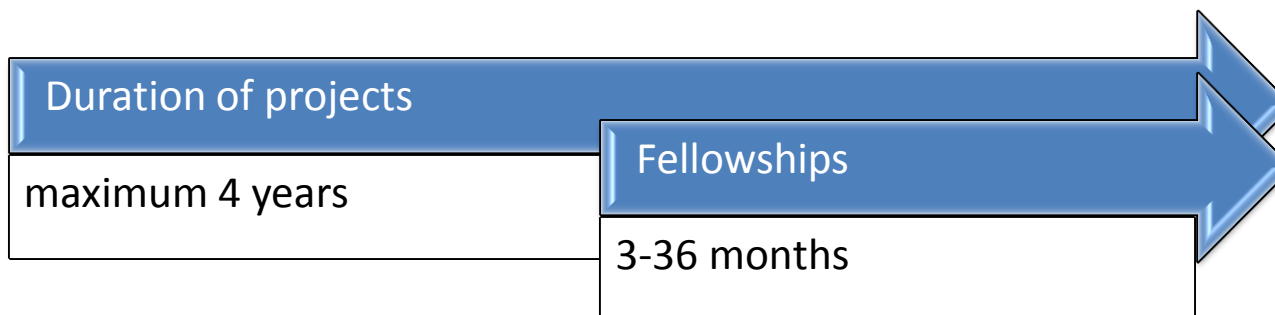 Duration of projects
maximum 4 years
Fellowships
3-36 months